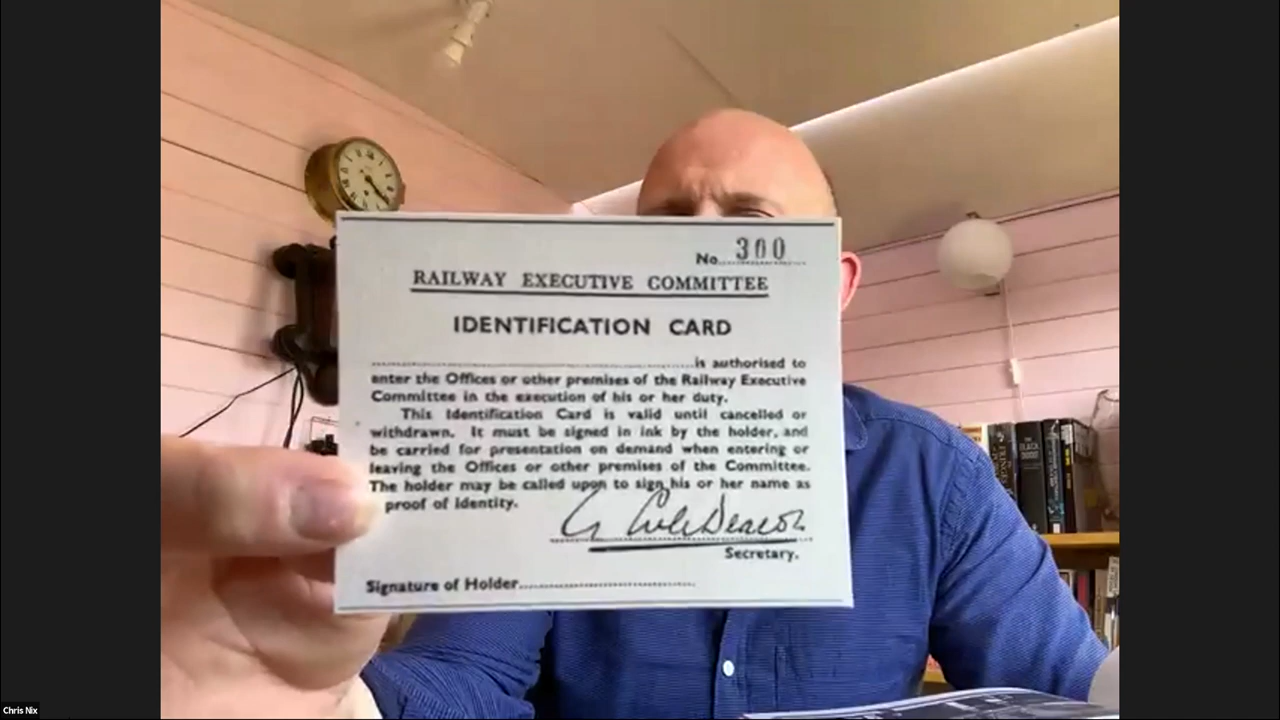 No. 300
RAILWAY EXECUTIVE COMMITTEE
IDENTIFICATION CARD
is authorised to
enter the Offices or other premises of the Railway Executive
Committee in the execution of his or her duty.
This Identification Card is valid until cancelled or
withdrawn. It must be signed in ink by the holder, and
be carried for presentation on demand when entering or
leaving the Offices or other premises of the Committee.
The holder may be called upon to sign his or her name as
proof of identity.
Secretary.
Signature of Holder
Chris Nix